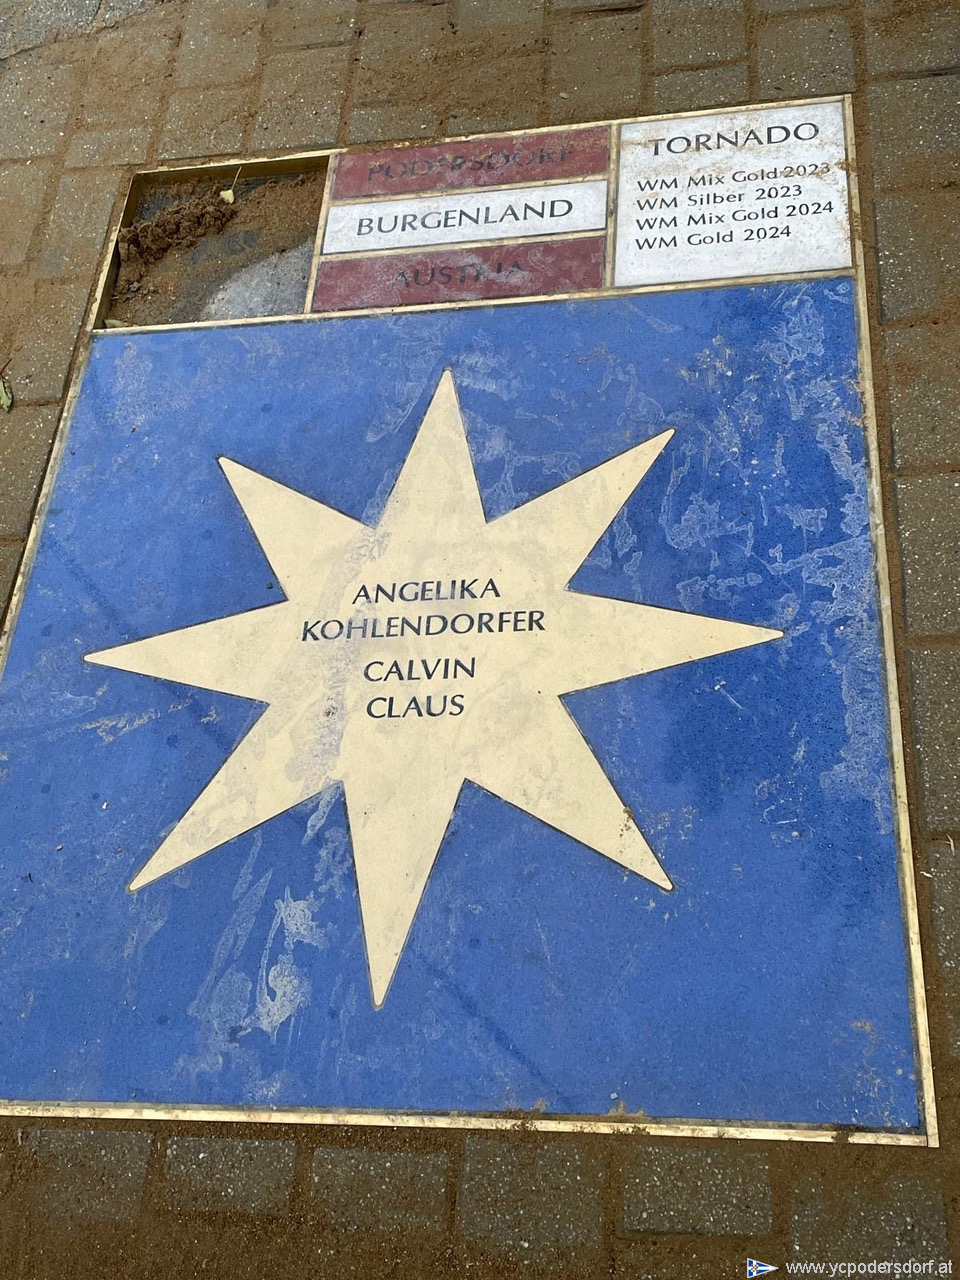 PODERSDORF
BURGENLAND
AUSTRIA
TORNADO
WM Mix Gold 2023
WM Silber 2023
WM Mix Gold 2024
WM Gold 2024
ANGELIKA
KOHLENDORFER
CALVIN
CLAUS
www.ycpodersdorf.at